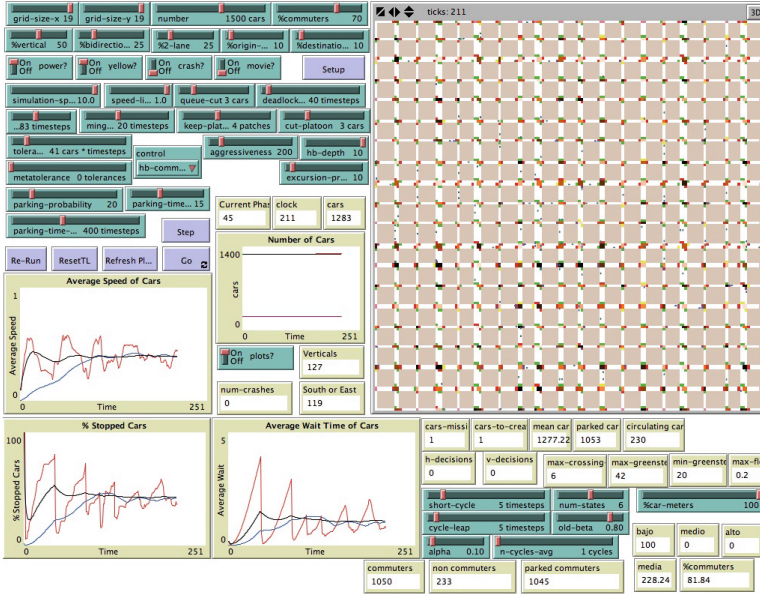 grid-size-x 19 grid-size-y 19 number 1500 cars %commuters 70
ticks: 211 3D
%vertical 50 %bidirectio... 25 %2-lane 25 %origin-... 10 %destinatio... 10
On Off power? On Off yellow? On Off crash? On Off movie? Setup
simulation-sp... 10.0 speed-li... 1.0 queue-cut 3 cars deadlock... 40 timesteps
...83 timesteps ming... 20 timesteps keep-plat... 4 patches cut-platoon 3 cars
tolera... 41 cars * timesteps control hb-comm... aggressiveness 200 hb-depth 10
metatolerance 0 tolerances excursion-pr... 10
parking-probability 20 parking-time... 15
Current Phas clock cars
45 211 1283
parking-time-... 400 timesteps Step
Re-Run ResetTL Refresh Pl... Go
Number of Cars
1400
cars
0
0 Time 251
Average Speed of Cars
1
Average Speed
0
0 Time 251
On Off plots?
Verticals
127
num-crashes
0
South or East
119
% Stopped Cars
100
% Stopped Cars
0
0 Time 251
Average Wait Time of Cars
5
Average Wait
0
0 Time 251
cars-missi cars-to-crea mean car parked car circulating car
1 1 1277.22 1053 230
h-decisions v-decisions max-crossing max-greenste min-greenste max-fl
0 0 6 42 20 0.2
short-cycle 5 timesteps num-states 6 %car-meters 100
cycle-leap 5 timesteps old-beta 0.80
alpha 0.10 n-cycles-avg 1 cycles
bajo medio alto
100 0 0
commuters non commuters parked commuters media %commuters
1050 233 1045 228.24 81.84